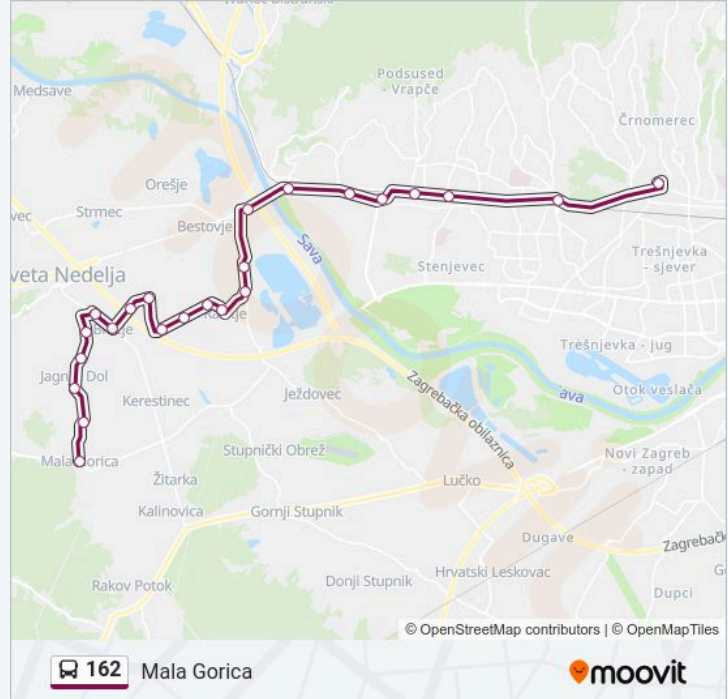 Podsused
- Vrapče
Medsave
Črnomerec
Orešje
Strmec
Bestovje
Sava
Trešnjevka
- sjever
Stenjevec
veta Nedelja
Trešnjevka - jug
Zagrebačka obilaznica
Otok veslača
Jagn Dol
Kerestinec
Ježdovec
Stupnički Obrež
Novi Zagreb
- zapad
Mala Gorica
Žitarka
Lučko
Kalinovica
Gornji Stupnik
Dugave
Zagrebačk
Rakov Potok
Donji Stupnik
Hrvatski Leskovac
Dupci
© OpenStreetMap contributors | © OpenMapTiles
162 Mala Gorica
moovit